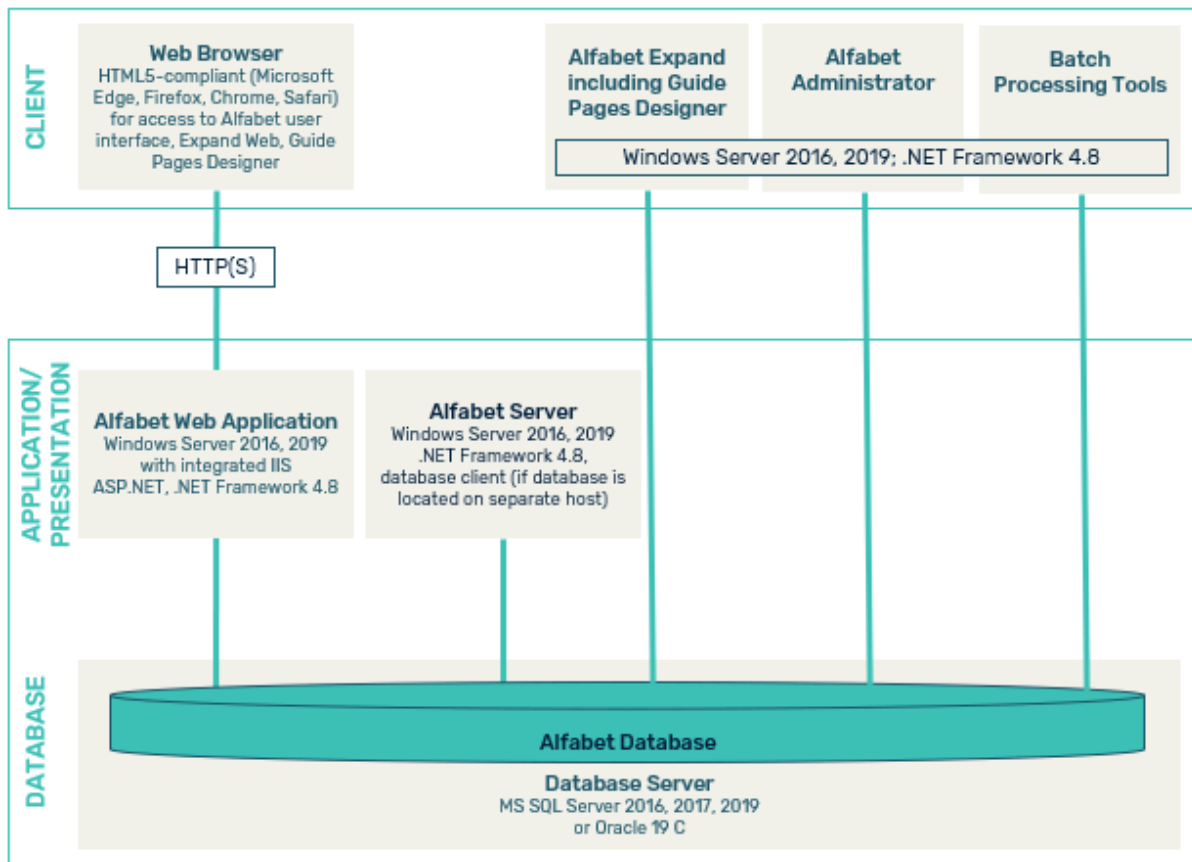 CLIENT
Web Browser
HTML5-compliant (Microsoft
Edge, Firefox, Chrome, Safari)
for access to Alfabet user
interface, Expand Web, Guide
Pages Designer
Alfabet Expand
including Guide
Pages Designer
Alfabet
Administrator
Batch
Processing Tools
Windows Server 2016, 2019; .NET Framework 4.8
HTTP(S)
APPLICATION/
PRESENTATION
Alfabet Web Application
Windows Server 2016, 2019
with integrated IIS
ASP.NET, .NET Framework 4.8
Alfabet Server
Windows Server 2016, 2019
.NET Framework 4.8,
database client (if database is
located on separate host)
DATABASE
Alfabet Database
Database Server
MS SQL Server 2016, 2017, 2019
or Oracle 19 C